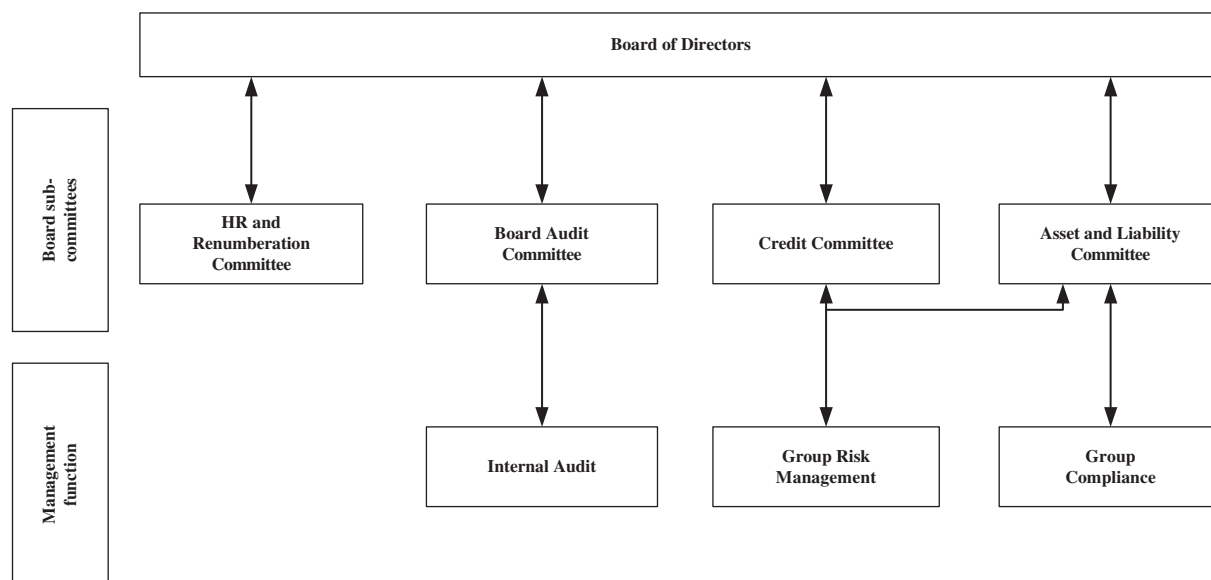 Board of Directors
Board sub-
committees
HR and
Renumberation
Committee
Board Audit
Committee
Credit Committee
Asset and Liability
Committee
Management
function
Internal Audit
Group Risk
Management
Group
Compliance